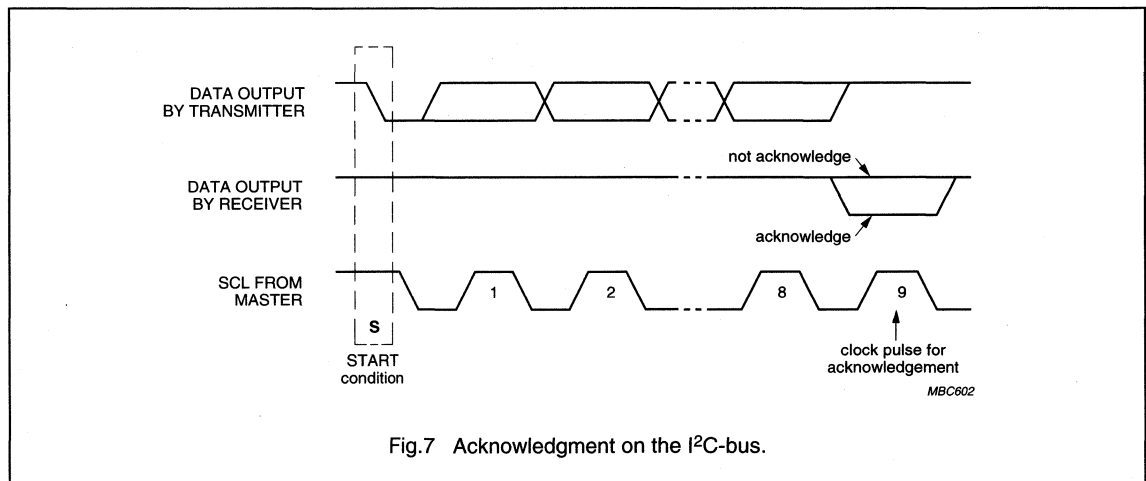 DATA OUTPUT
BY TRANSMITTER
not acknowledge
DATA OUTPUT
BY RECEIVER
acknowledge
SCL FROM
MASTER
1
2
8
9
S
START
condition
clock pulse for
acknowledgement
MBC602
Fig.7 Acknowledgment on the I²C-bus.